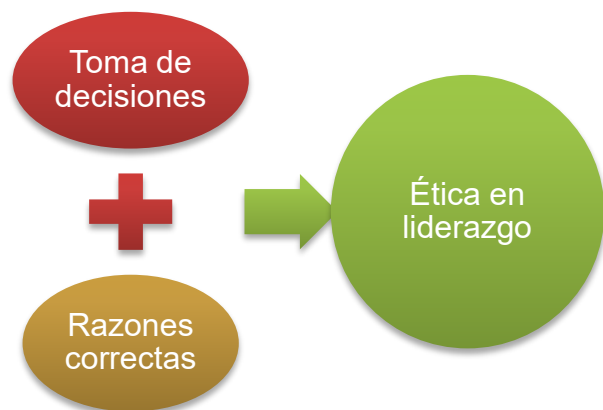 Toma de
decisiones
Razones
correctas
Ética en
liderazgo